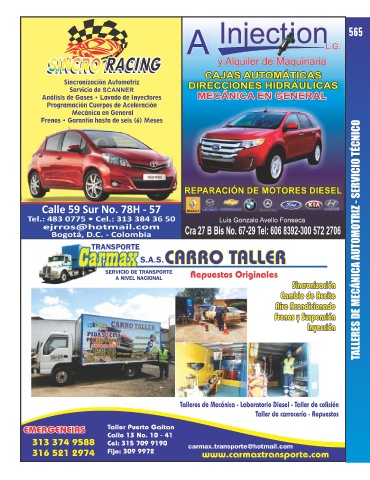 SINCRO RACING
Sincronización Automotriz
Servicio de SCANNER
Análisis de Gases • Lavado de Inyectores
Programación Cuerpos de Aceleración
Mecánica en General
Frenos • Garantía hasta de seis (6) Meses
Calle 59 Sur No. 78H - 57
Tel.: 483 0775 • Cel.: 313 384 36 50
ejrros@hotmail.com
Bogotá, D.C. - Colombia
A Injection L.G.
y Alquiler de Maquinaria
CAJAS AUTOMÁTICAS
DIRECCIONES HIDRÁULICAS
MECÁNICA EN GENERAL
REPARACIÓN DE MOTORES DIESEL
Ford
KIA
Luis Gonzalo Avello Fonseca
Cra 27 B Bis No. 67-29 Tel: 606 8392-300 572 2706
565
TALLERES DE MECÁNICA AUTOMOTRIZ - SERVICIO TÉCNICO
TRANSPORTE
Carmax S.A.S. CARRO TALLER
SERVICIO DE TRANSPORTE
A NIVEL NACIONAL
Repuestos Originales
Sincronización
Cambio de Aceite
Aire Acondicionado
Frenos y Suspensión
Inyección
CARRO TALLER
Talleres de Mecánica - Laboratorio Diesel - Taller de colisión
Taller de carrocería - Repuestos
EMERGENCIAS
313 374 9588
316 521 2974
Taller Puerto Gaitan
Calle 13 No. 10 - 41
Cel: 315 709 9190
Fijo: 309 9972
carmax.transporte@hotmail.com
www.carmaxtransporte.com